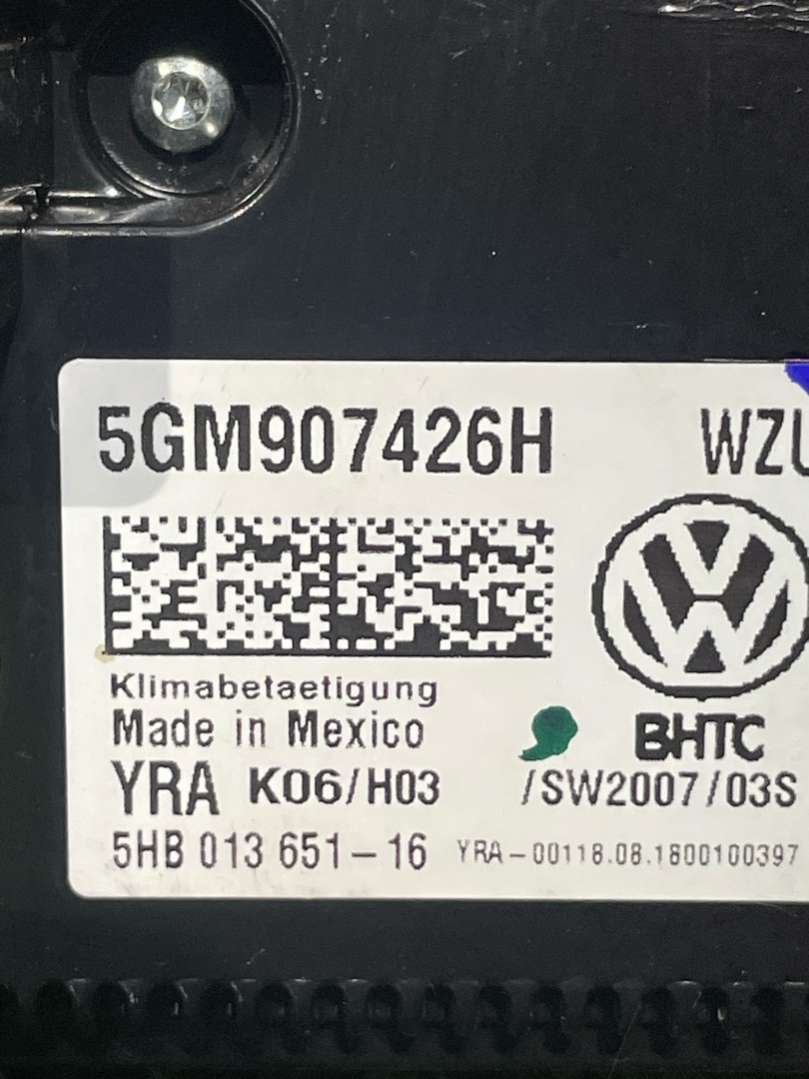 5GM907426H WZU
Klimabetaetigung
Made in Mexico
BHTC
YRA K06/H03 /SW2007/03S
5HB 013 651-16 YRA-00118.08.1800100397